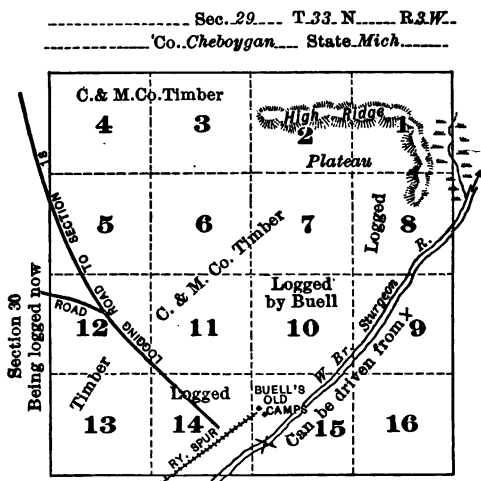 Sec. 29 T. 33 N R. 3. W.
Co. Cheboygan State Mich.
C. & M. Co. Timber
4 3 2 1
High Ridge
Plateau
5 6 7 8
Logged
C. & M. Co. Timber
LOGGING ROAD TO SECTION 18
ROAD
Section 30
Being logged now
12 11 10 9
Logged
by Buell
W. Br. Sturgeon R.
Can be driven from X
Timber
Logged
BUELL'S
OLD
CAMPS
13 14 15 16
RY. SPUR
X